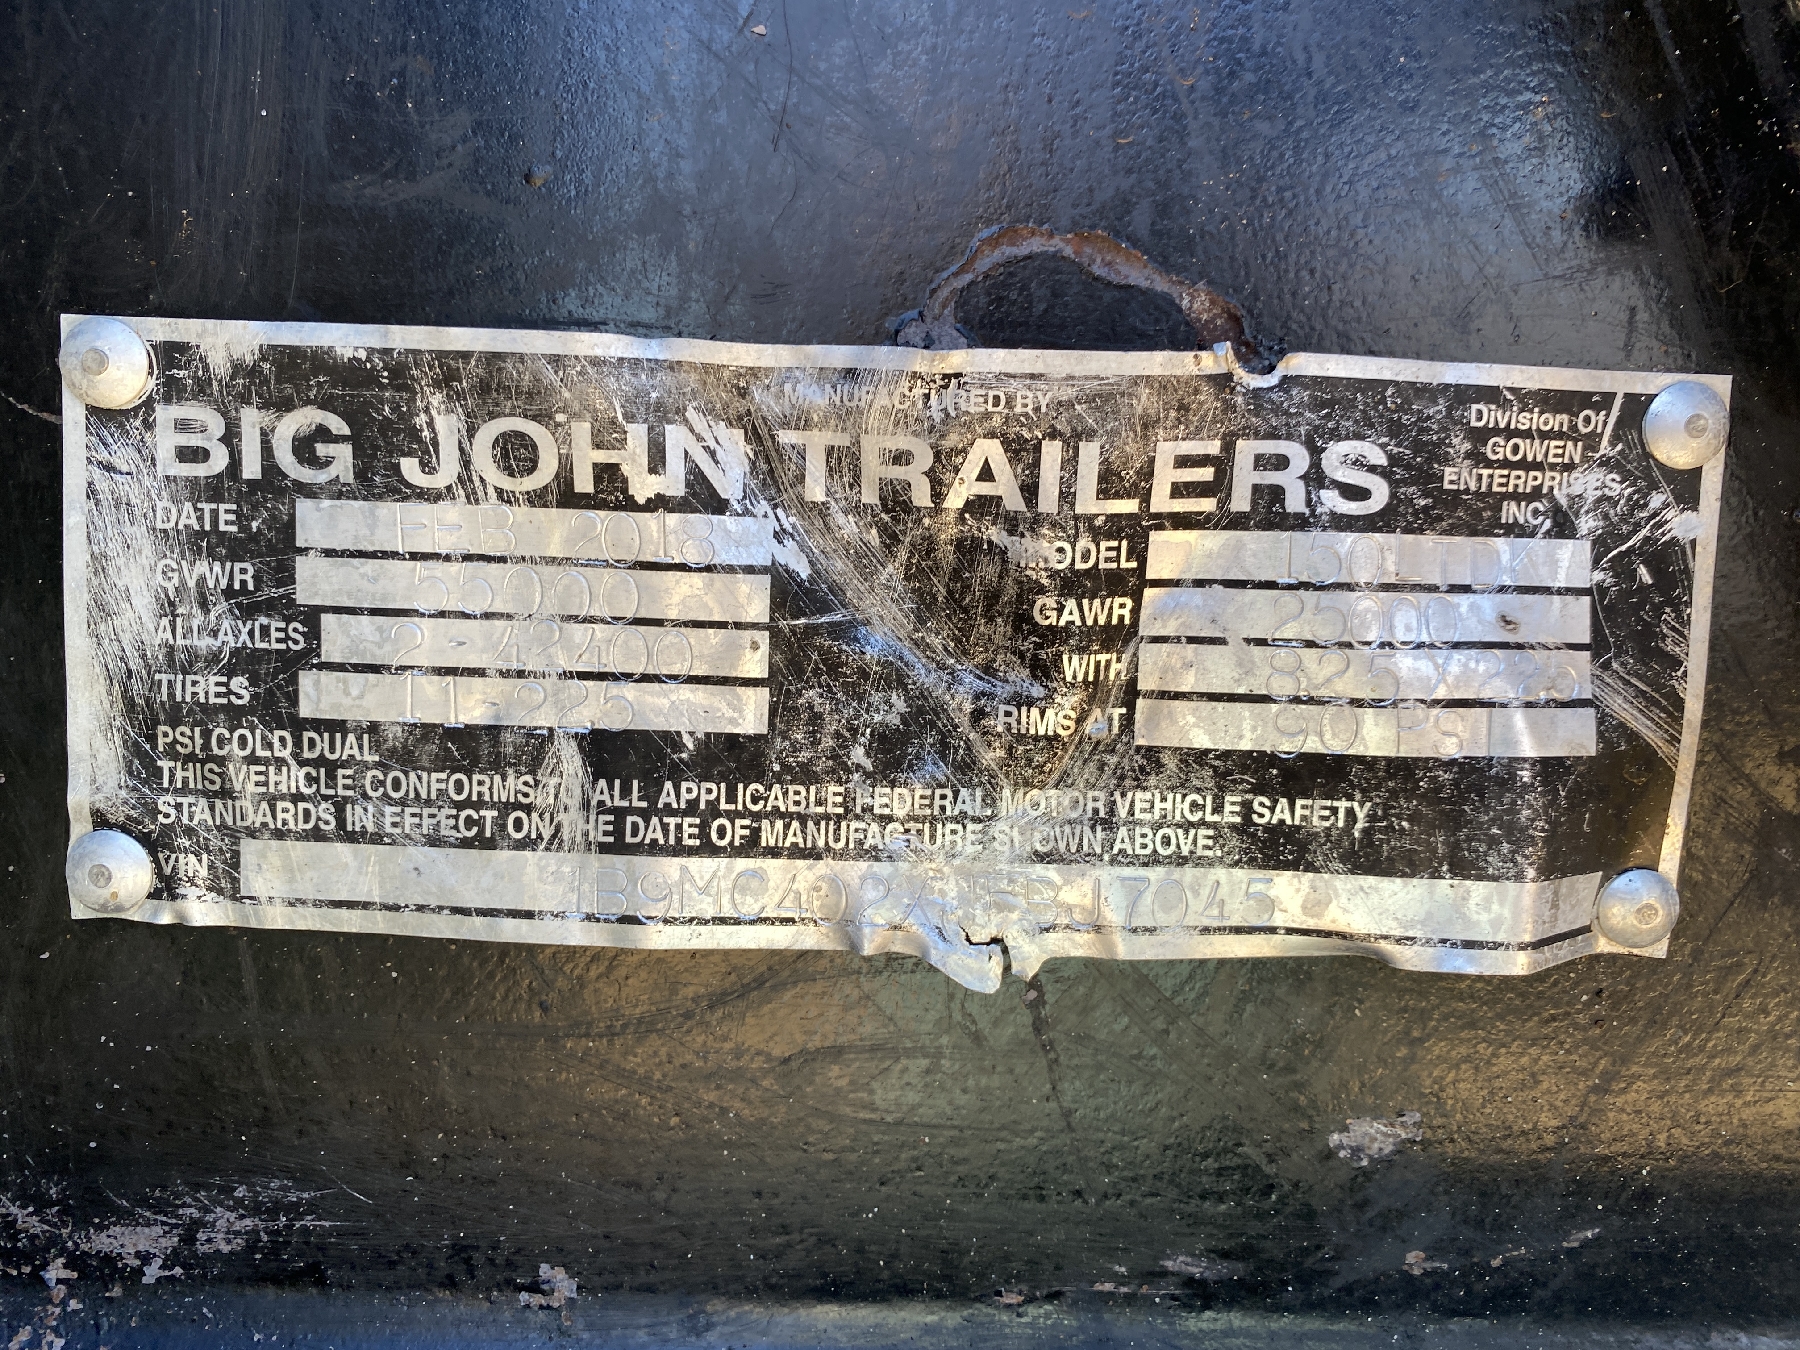 MANUFACTURED BY
BIG JOHN TRAILERS
Division Of
GOWEN
ENTERPRISES
INC.
DATE FEB 2018
MODEL 150LTDK
GVWR 55000
GAWR 25000
ALL AXLES 2-42400
WITH 825X225
TIRES 11-225
RIMS AT 90 PSI
PSI COLD DUAL
THIS VEHICLE CONFORMS TO ALL APPLICABLE FEDERAL MOTOR VEHICLE SAFETY
STANDARDS IN EFFECT ON THE DATE OF MANUFACTURE SHOWN ABOVE.
VIN